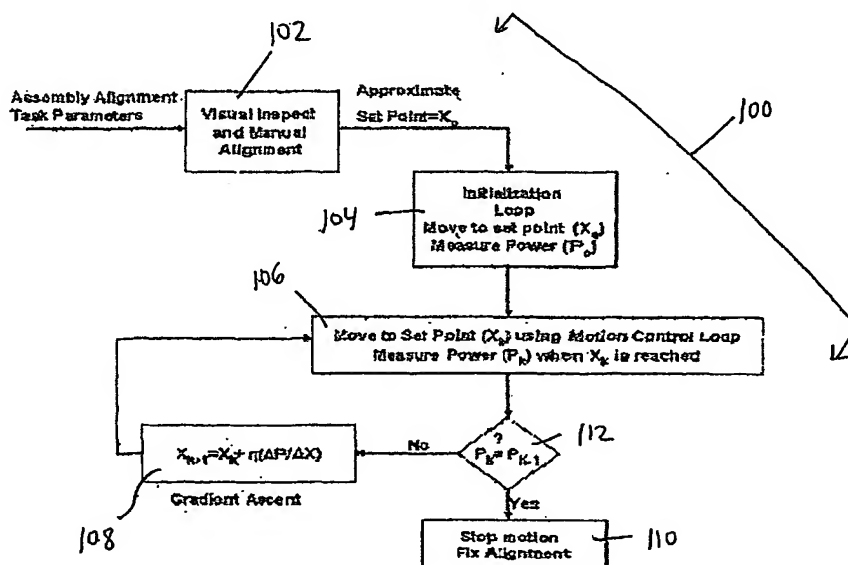 102
Assembly Alignment
Task Parameters
Visual Inspect
and Manual
Alignment
Approximate
Set Point=X₀
100
104
Initialization
Loop
Move to set point (X₀)
Measure Power (P₀)
106
Move to Set Point (Xₖ) using Motion Control Loop
Measure Power (Pₖ) when Xₖ is reached
Xₖ₊₁=Xₖ+η(ΔP/ΔX)
No
?
Pₖ=Pₖ₋₁
112
Gradient Ascent
108
Yes
Stop motion
Fix Alignment
110